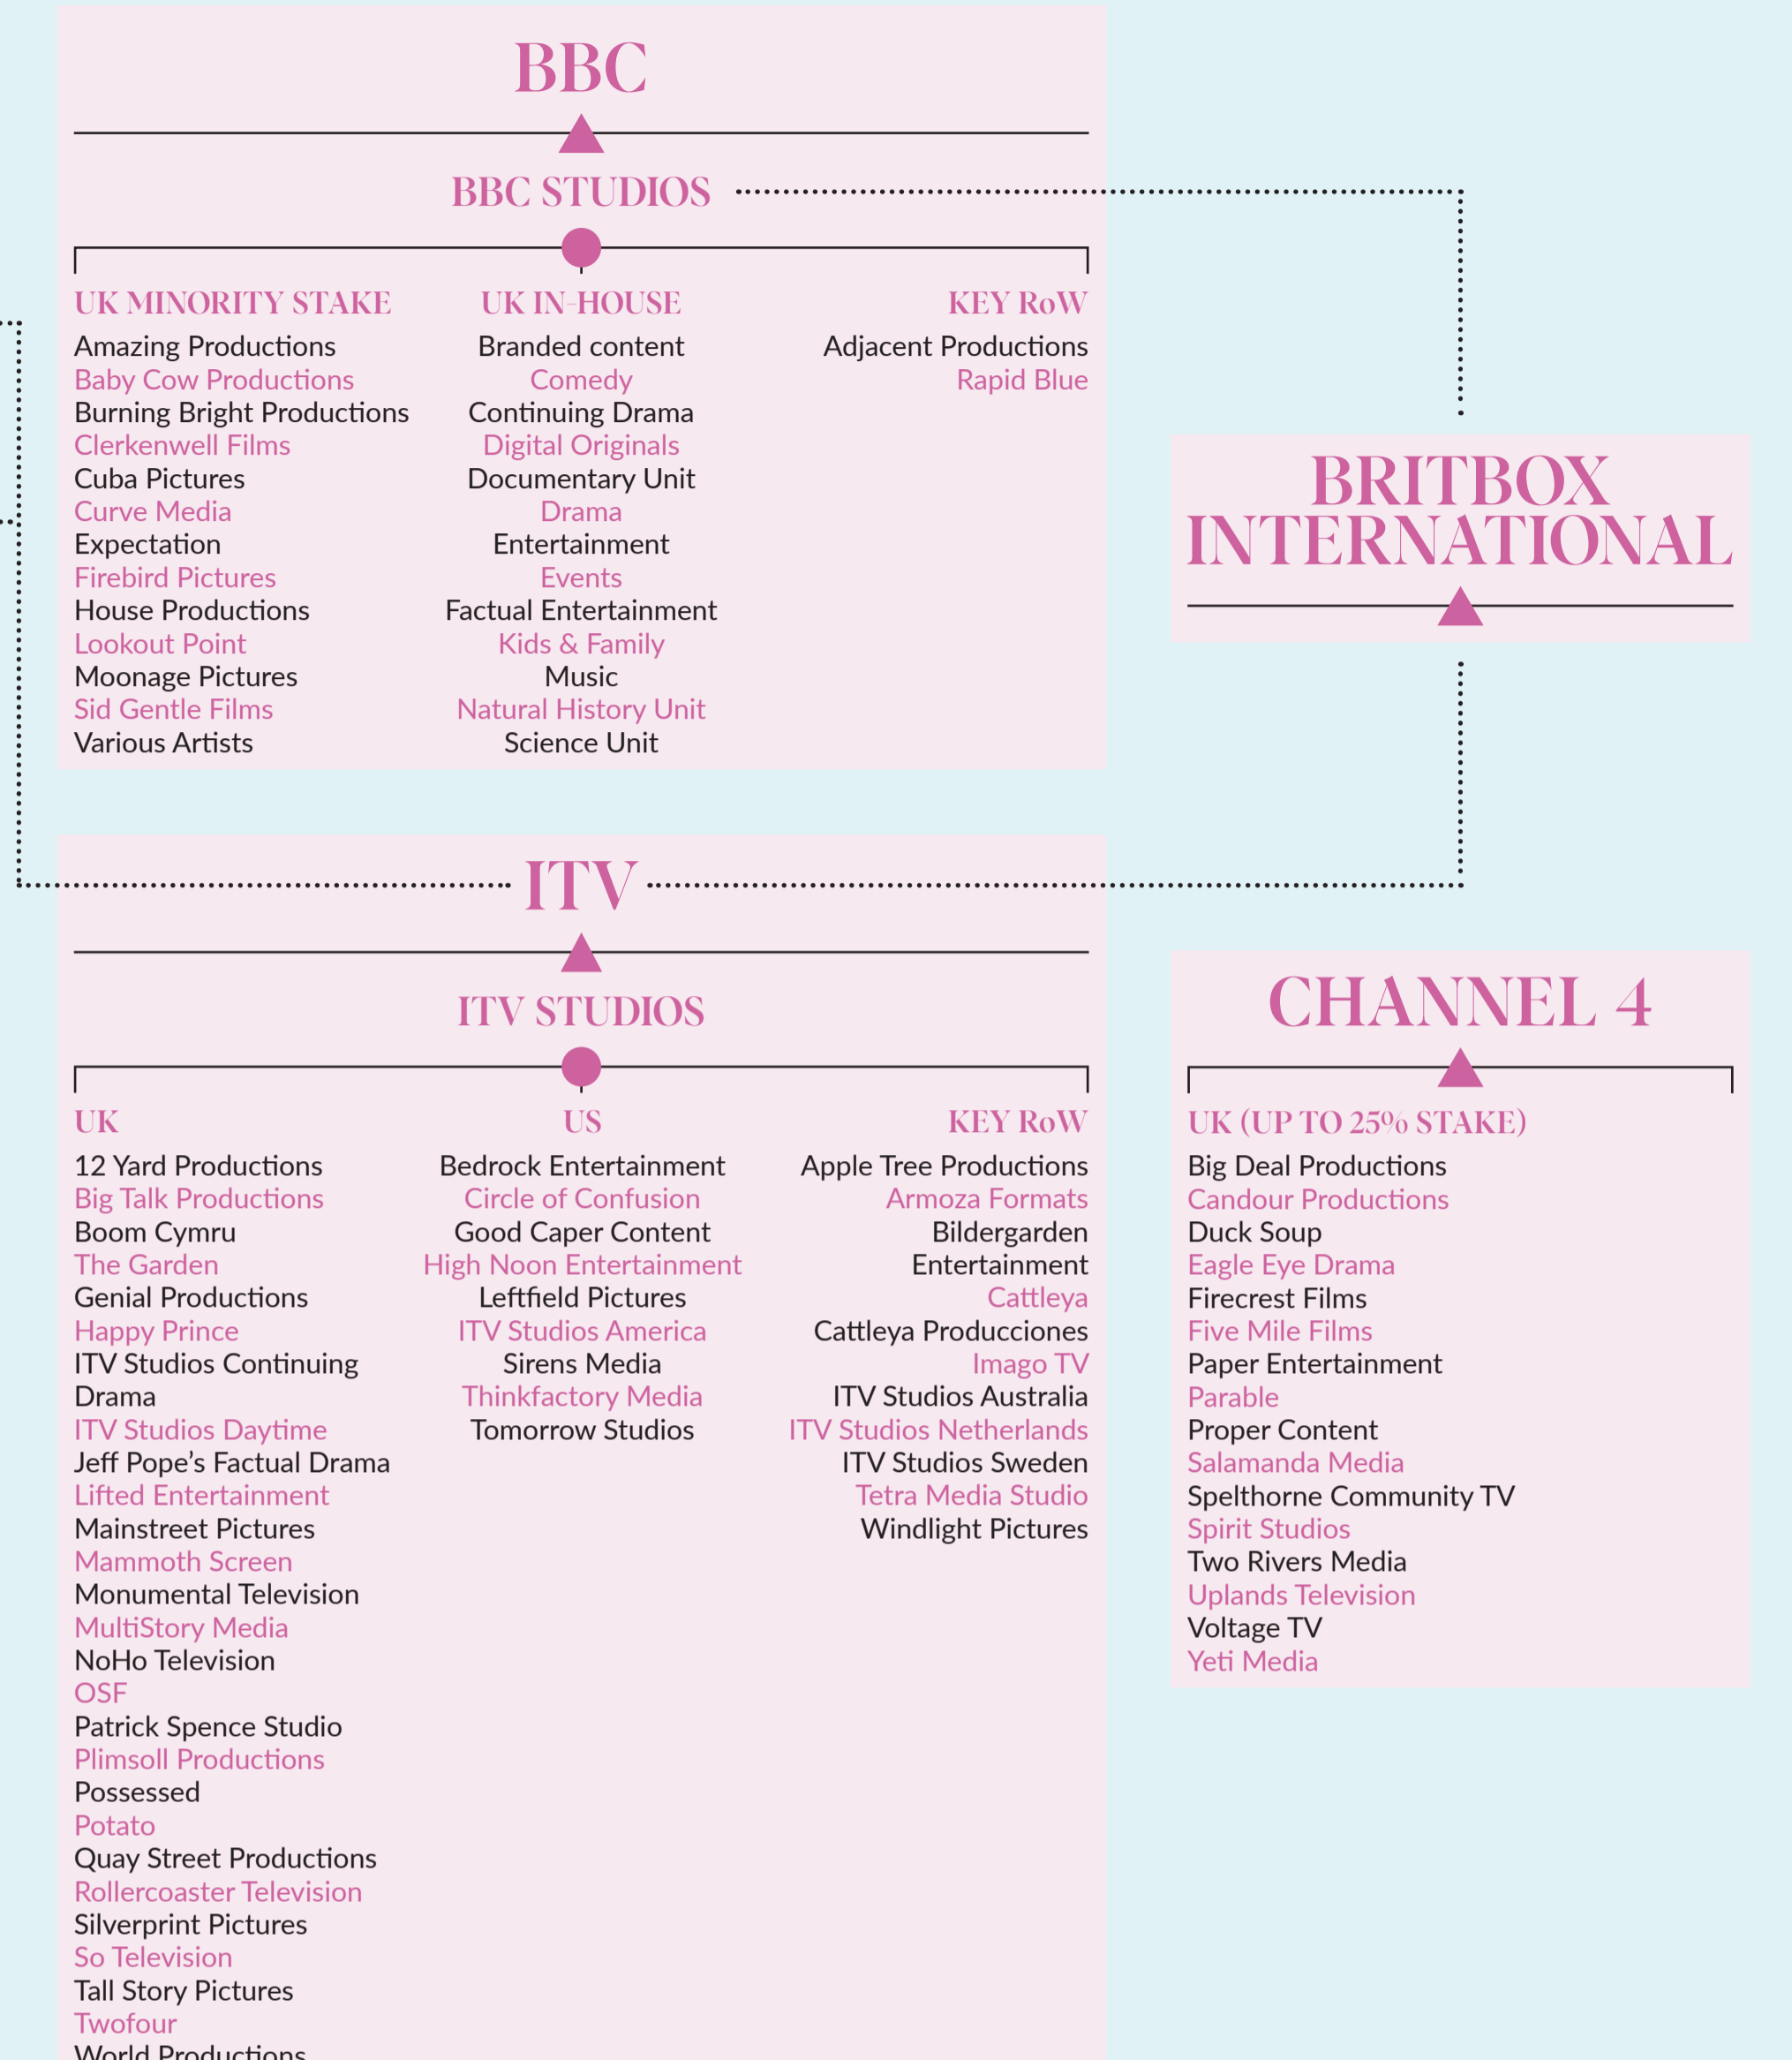 BBC
BBC STUDIOS
UK MINORITY STAKE
Amazing Productions
Baby Cow Productions
Burning Bright Productions
Clerkenwell Films
Cuba Pictures
Curve Media
Expectation
Firebird Pictures
House Productions
Lookout Point
Moonage Pictures
Sid Gentle Films
Various Artists
UK IN-HOUSE
Branded content
Comedy
Continuing Drama
Digital Originals
Documentary Unit
Drama
Entertainment
Events
Factual Entertainment
Kids & Family
Music
Natural History Unit
Science Unit
KEY RoW
Adjacent Productions
Rapid Blue
BRITBOX
INTERNATIONAL
ITV
ITV STUDIOS
UK
12 Yard Productions
Big Talk Productions
Boom Cymru
The Garden
Genial Productions
Happy Prince
ITV Studios Continuing
Drama
ITV Studios Daytime
Jeff Pope’s Factual Drama
Lifted Entertainment
Mainstreet Pictures
Mammoth Screen
Monumental Television
MultiStory Media
NoHo Television
OSF
Patrick Spence Studio
Plimsoll Productions
Possessed
Potato
Quay Street Productions
Rollercoaster Television
Silverprint Pictures
So Television
Tall Story Pictures
Twofour
World Productions
US
Bedrock Entertainment
Circle of Confusion
Good Caper Content
High Noon Entertainment
Leftfield Pictures
ITV Studios America
Sirens Media
Thinkfactory Media
Tomorrow Studios
KEY RoW
Apple Tree Productions
Armoza Formats
Bildergarden
Entertainment
Cattleya
Cattleya Producciones
Imago TV
ITV Studios Australia
ITV Studios Netherlands
ITV Studios Sweden
Tetra Media Studio
Windlight Pictures
CHANNEL 4
UK (UP TO 25% STAKE)
Big Deal Productions
Candour Productions
Duck Soup
Eagle Eye Drama
Firecrest Films
Five Mile Films
Paper Entertainment
Parable
Proper Content
Salamanda Media
Spelthorne Community TV
Spirit Studios
Two Rivers Media
Uplands Television
Voltage TV
Yeti Media